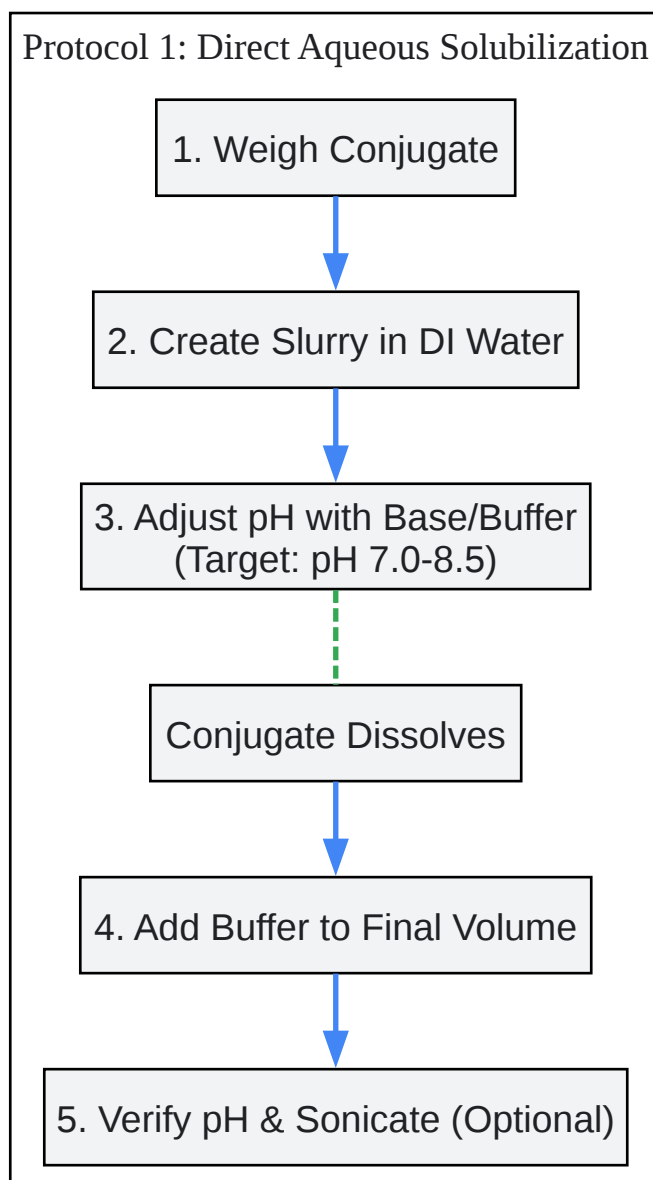 Protocol 1: Direct Aqueous Solubilization
1. Weigh Conjugate
2. Create Slurry in DI Water
3. Adjust pH with Base/Buffer
(Target: pH 7.0-8.5)
Conjugate Dissolves
4. Add Buffer to Final Volume
5. Verify pH & Sonicate (Optional)